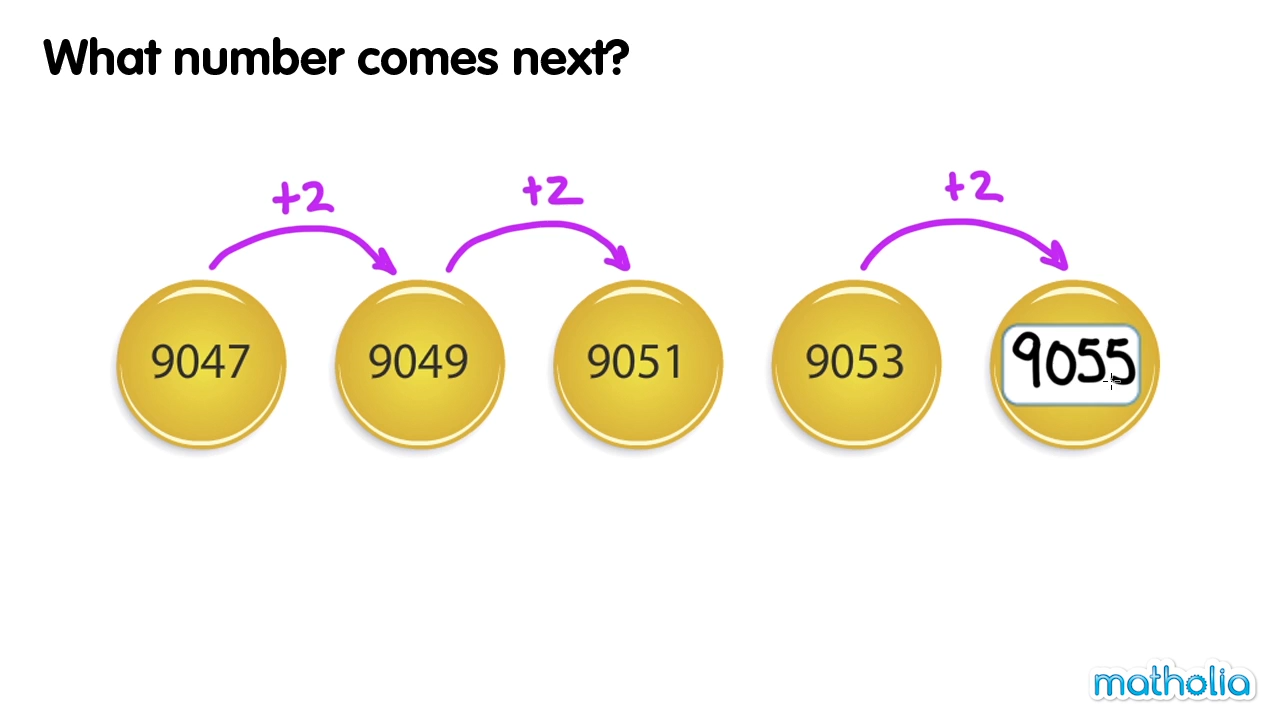 What number comes next?
+2 +2 +2
9047 9049 9051 9053 9055
matholia